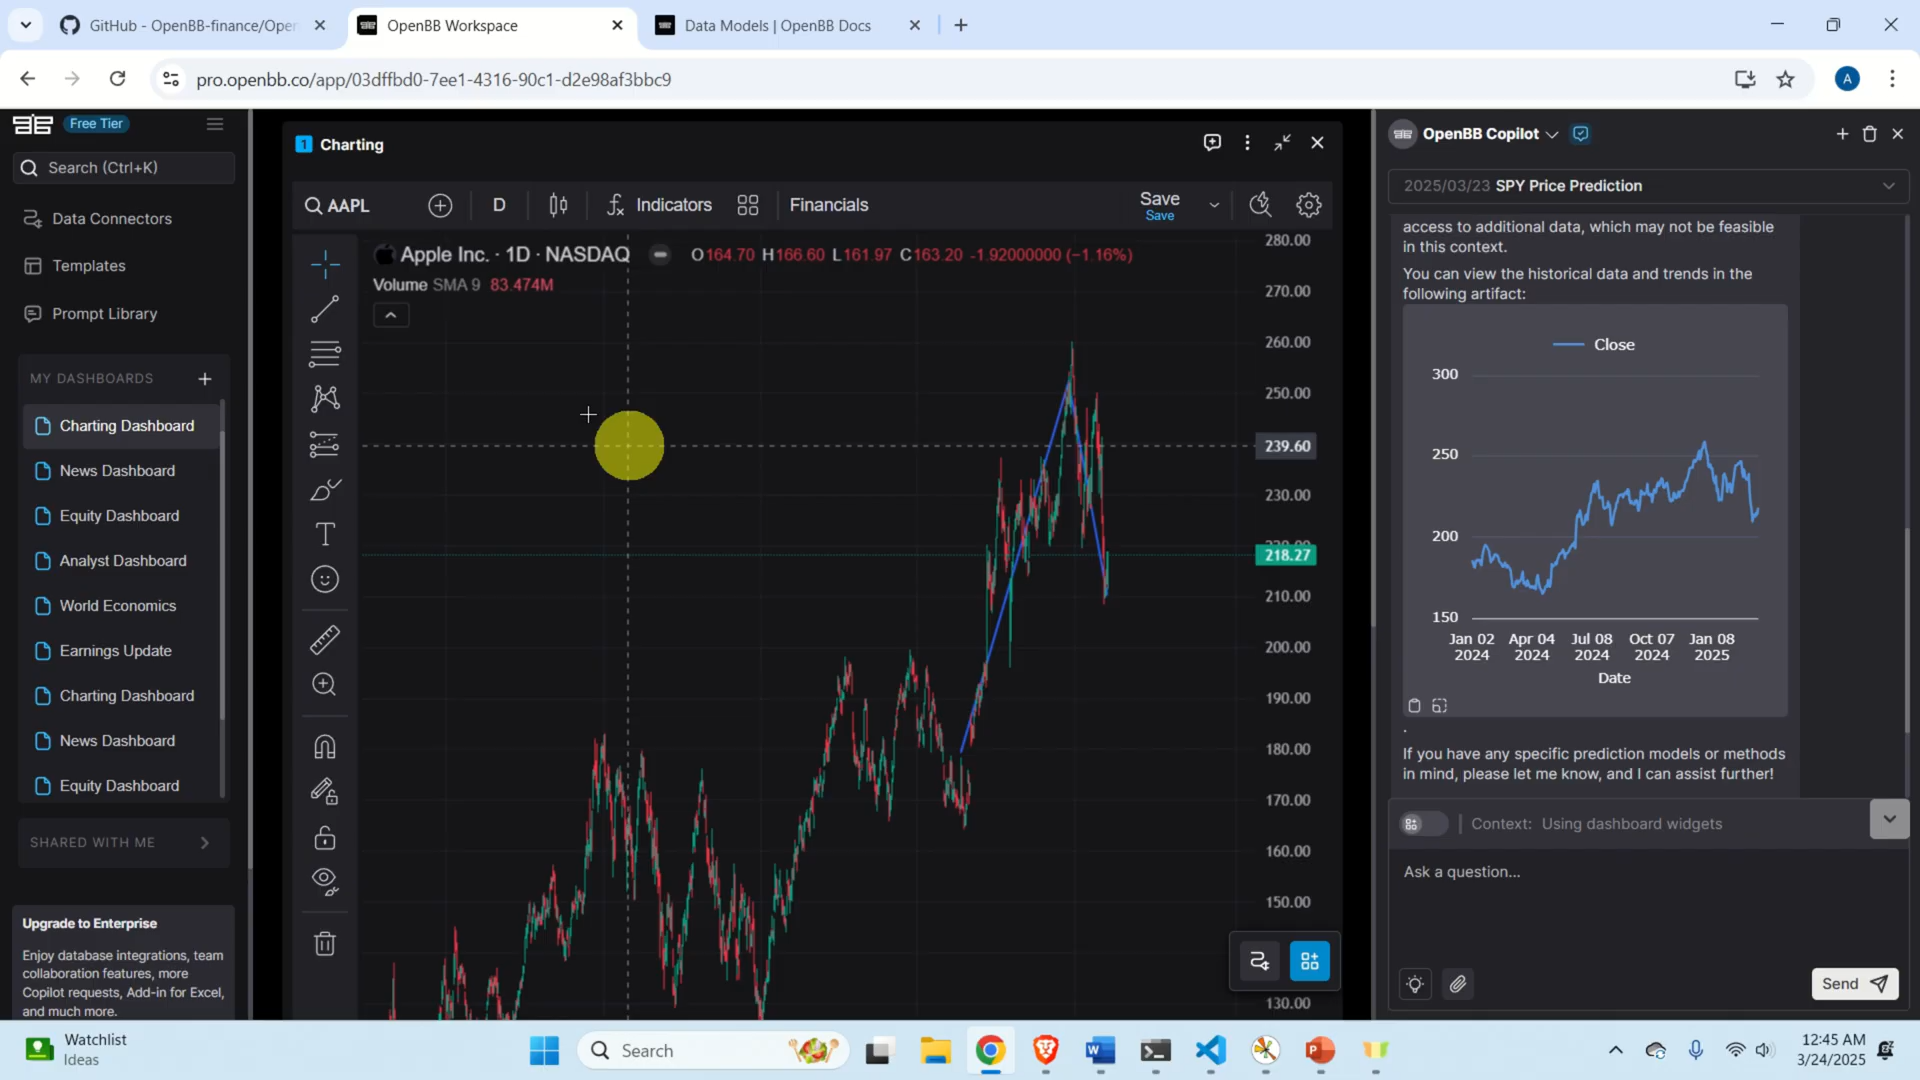 GitHub - OpenBB-finance/Open
OpenBB Workspace
Data Models | OpenBB Docs
pro.openbb.co/app/03dffbd0-7ee1-4316-90c1-d2e98af3bbc9
A
Free Tier
Search (Ctrl+K)
Data Connectors
Templates
Prompt Library
MY DASHBOARDS
Charting Dashboard
News Dashboard
Equity Dashboard
Analyst Dashboard
World Economics
Earnings Update
Charting Dashboard
News Dashboard
Equity Dashboard
SHARED WITH ME
Upgrade to Enterprise
Enjoy database integrations, team
collaboration features, more
Copilot requests, Add-in for Excel,
and much more.
1 Charting
AAPL
D
Indicators
Financials
Save
Save
Apple Inc. · 1D · NASDAQ
O164.70 H166.60 L161.97 C163.20 -1.92000000 (−1.16%)
Volume SMA 9 83.474M
280.00
270.00
260.00
250.00
239.60
230.00
218.27
210.00
200.00
190.00
180.00
170.00
160.00
150.00
130.00
OpenBB Copilot
2025/03/23 SPY Price Prediction
access to additional data, which may not be feasible
in this context.
You can view the historical data and trends in the
following artifact:
Close
300
250
200
150
Jan 02 Apr 04 Jul 08 Oct 07 Jan 08
2024 2024 2024 2024 2025
Date
.
If you have any specific prediction models or methods
in mind, please let me know, and I can assist further!
Context: Using dashboard widgets
Ask a question...
Send
Watchlist
Ideas
Search
12:45 AM
3/24/2025